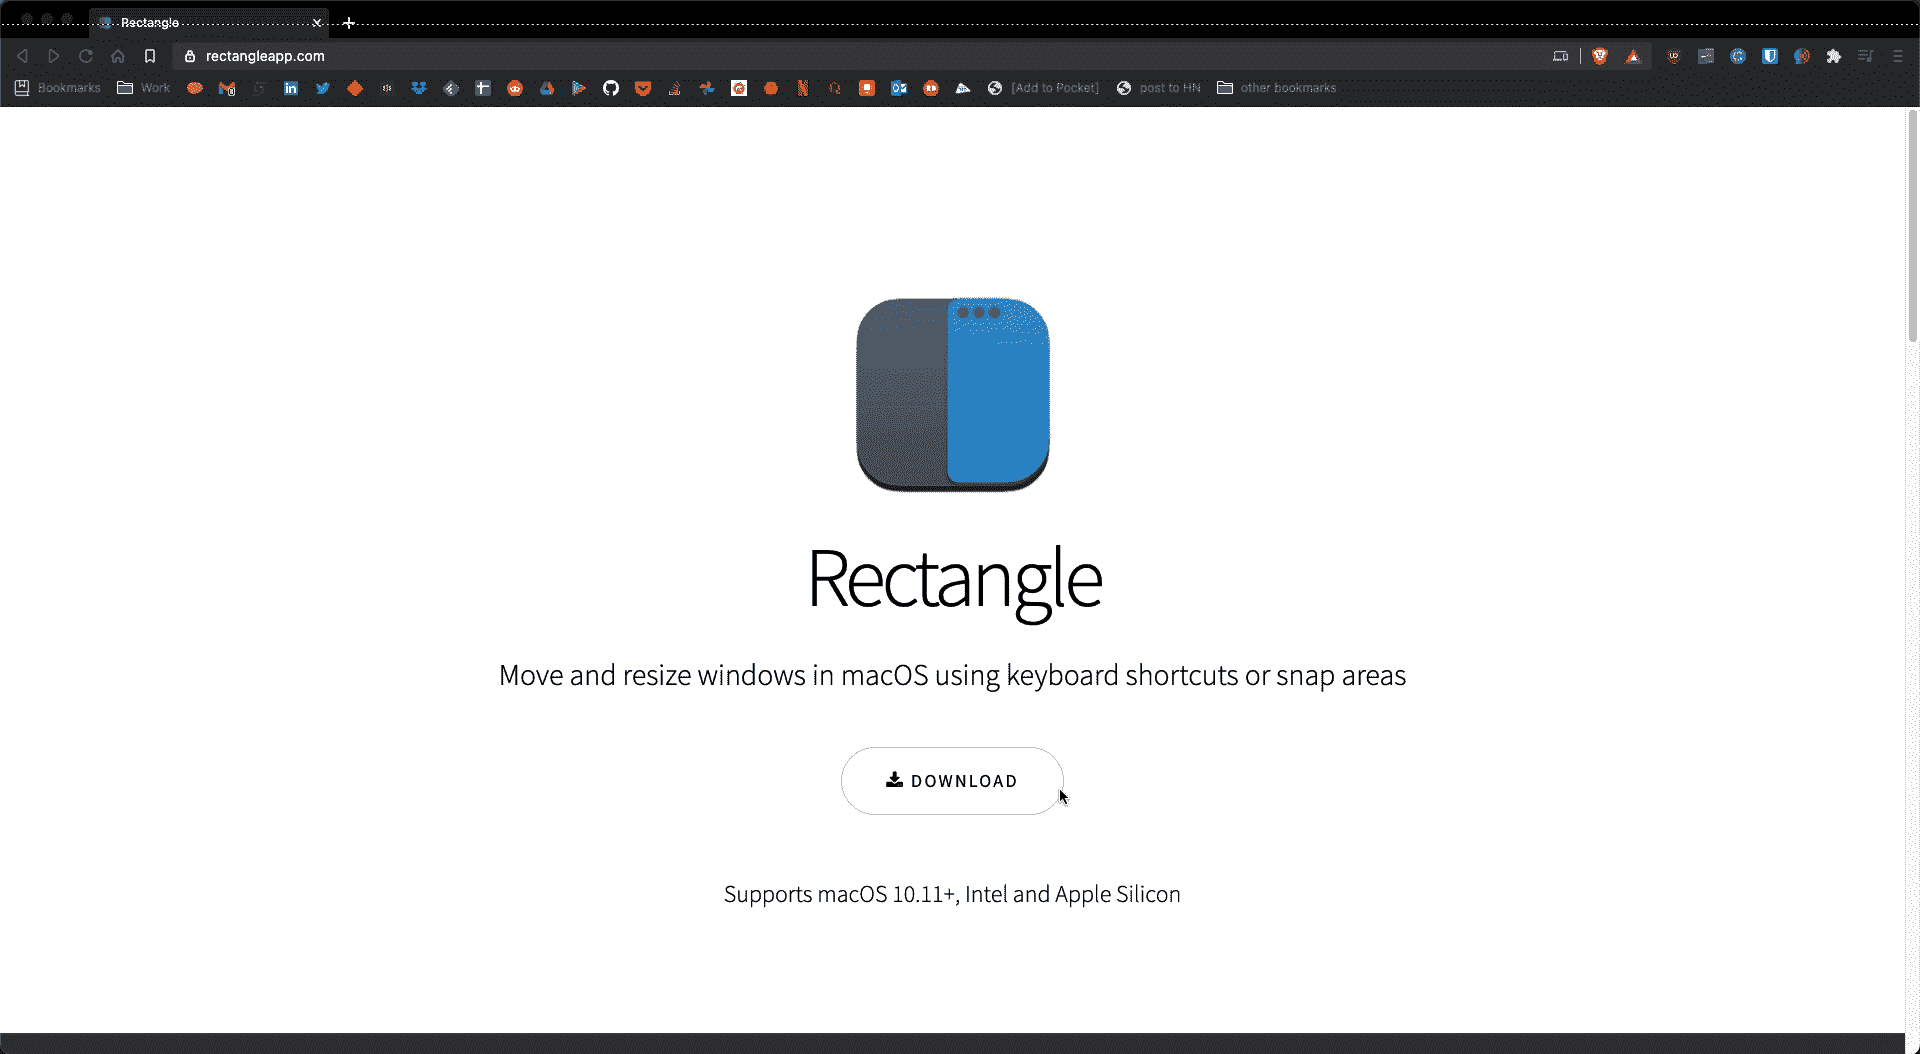 Rectangle
rectangleapp.com
Bookmarks Work [Add to Pocket] post to HN other bookmarks
Rectangle
Move and resize windows in macOS using keyboard shortcuts or snap areas
DOWNLOAD
Supports macOS 10.11+, Intel and Apple Silicon